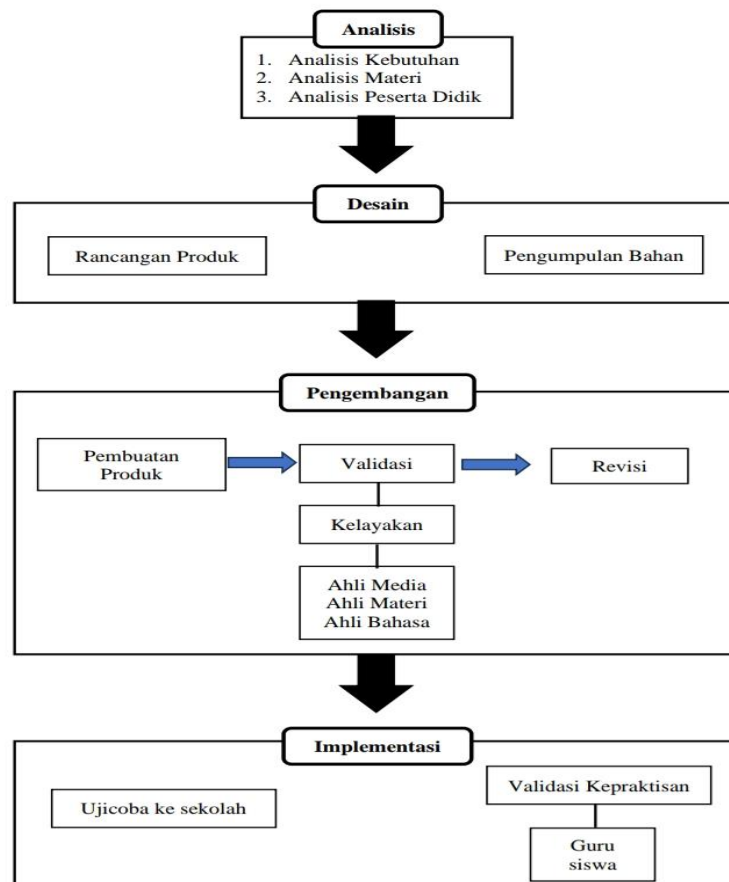 Analisis
1. Analisis Kebutuhan
2. Analisis Materi
3. Analisis Peserta Didik
Desain
Rancangan Produk
Pengumpulan Bahan
Pengembangan
Pembuatan
Produk
Validasi
Revisi
Kelayakan
Ahli Media
Ahli Materi
Ahli Bahasa
Implementasi
Ujicoba ke sekolah
Validasi Kepraktisan
Guru
siswa